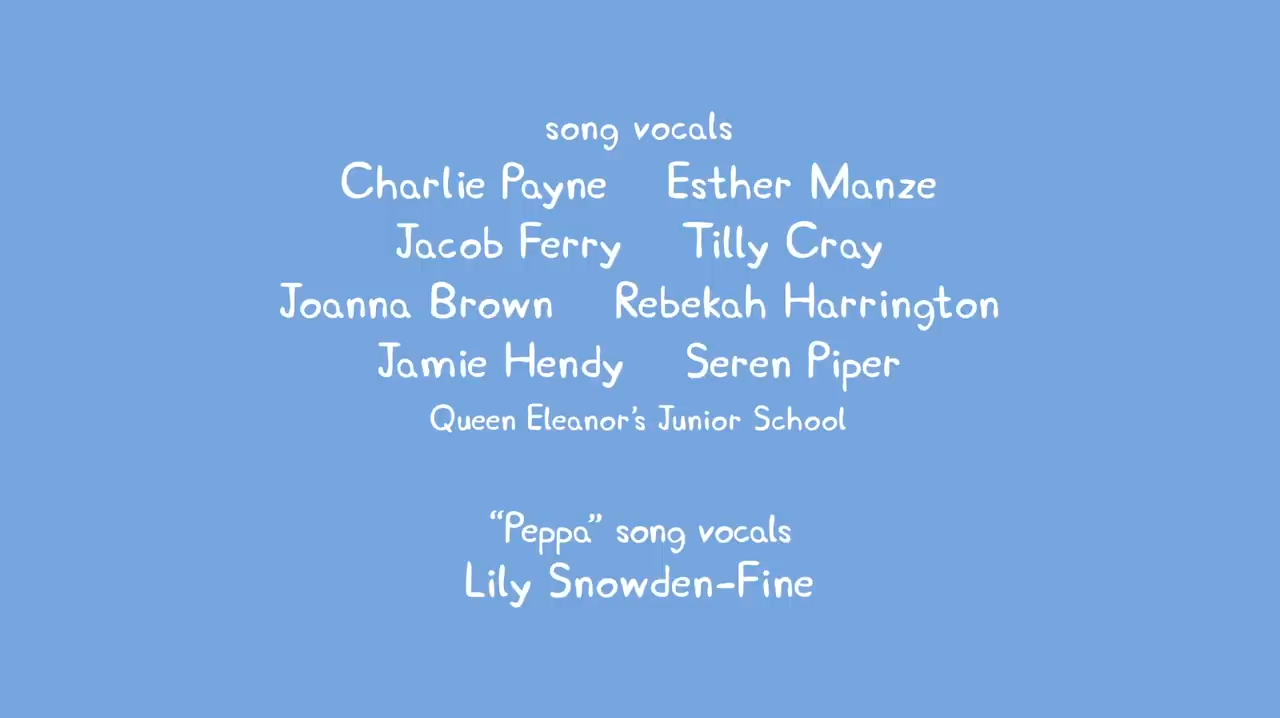 song vocals
Charlie Payne Esther Manze
Jacob Ferry Tilly Cray
Joanna Brown Rebekah Harrington
Jamie Hendy Seren Piper
Queen Eleanor's Junior School
“Peppa” song vocals
Lily Snowden-Fine